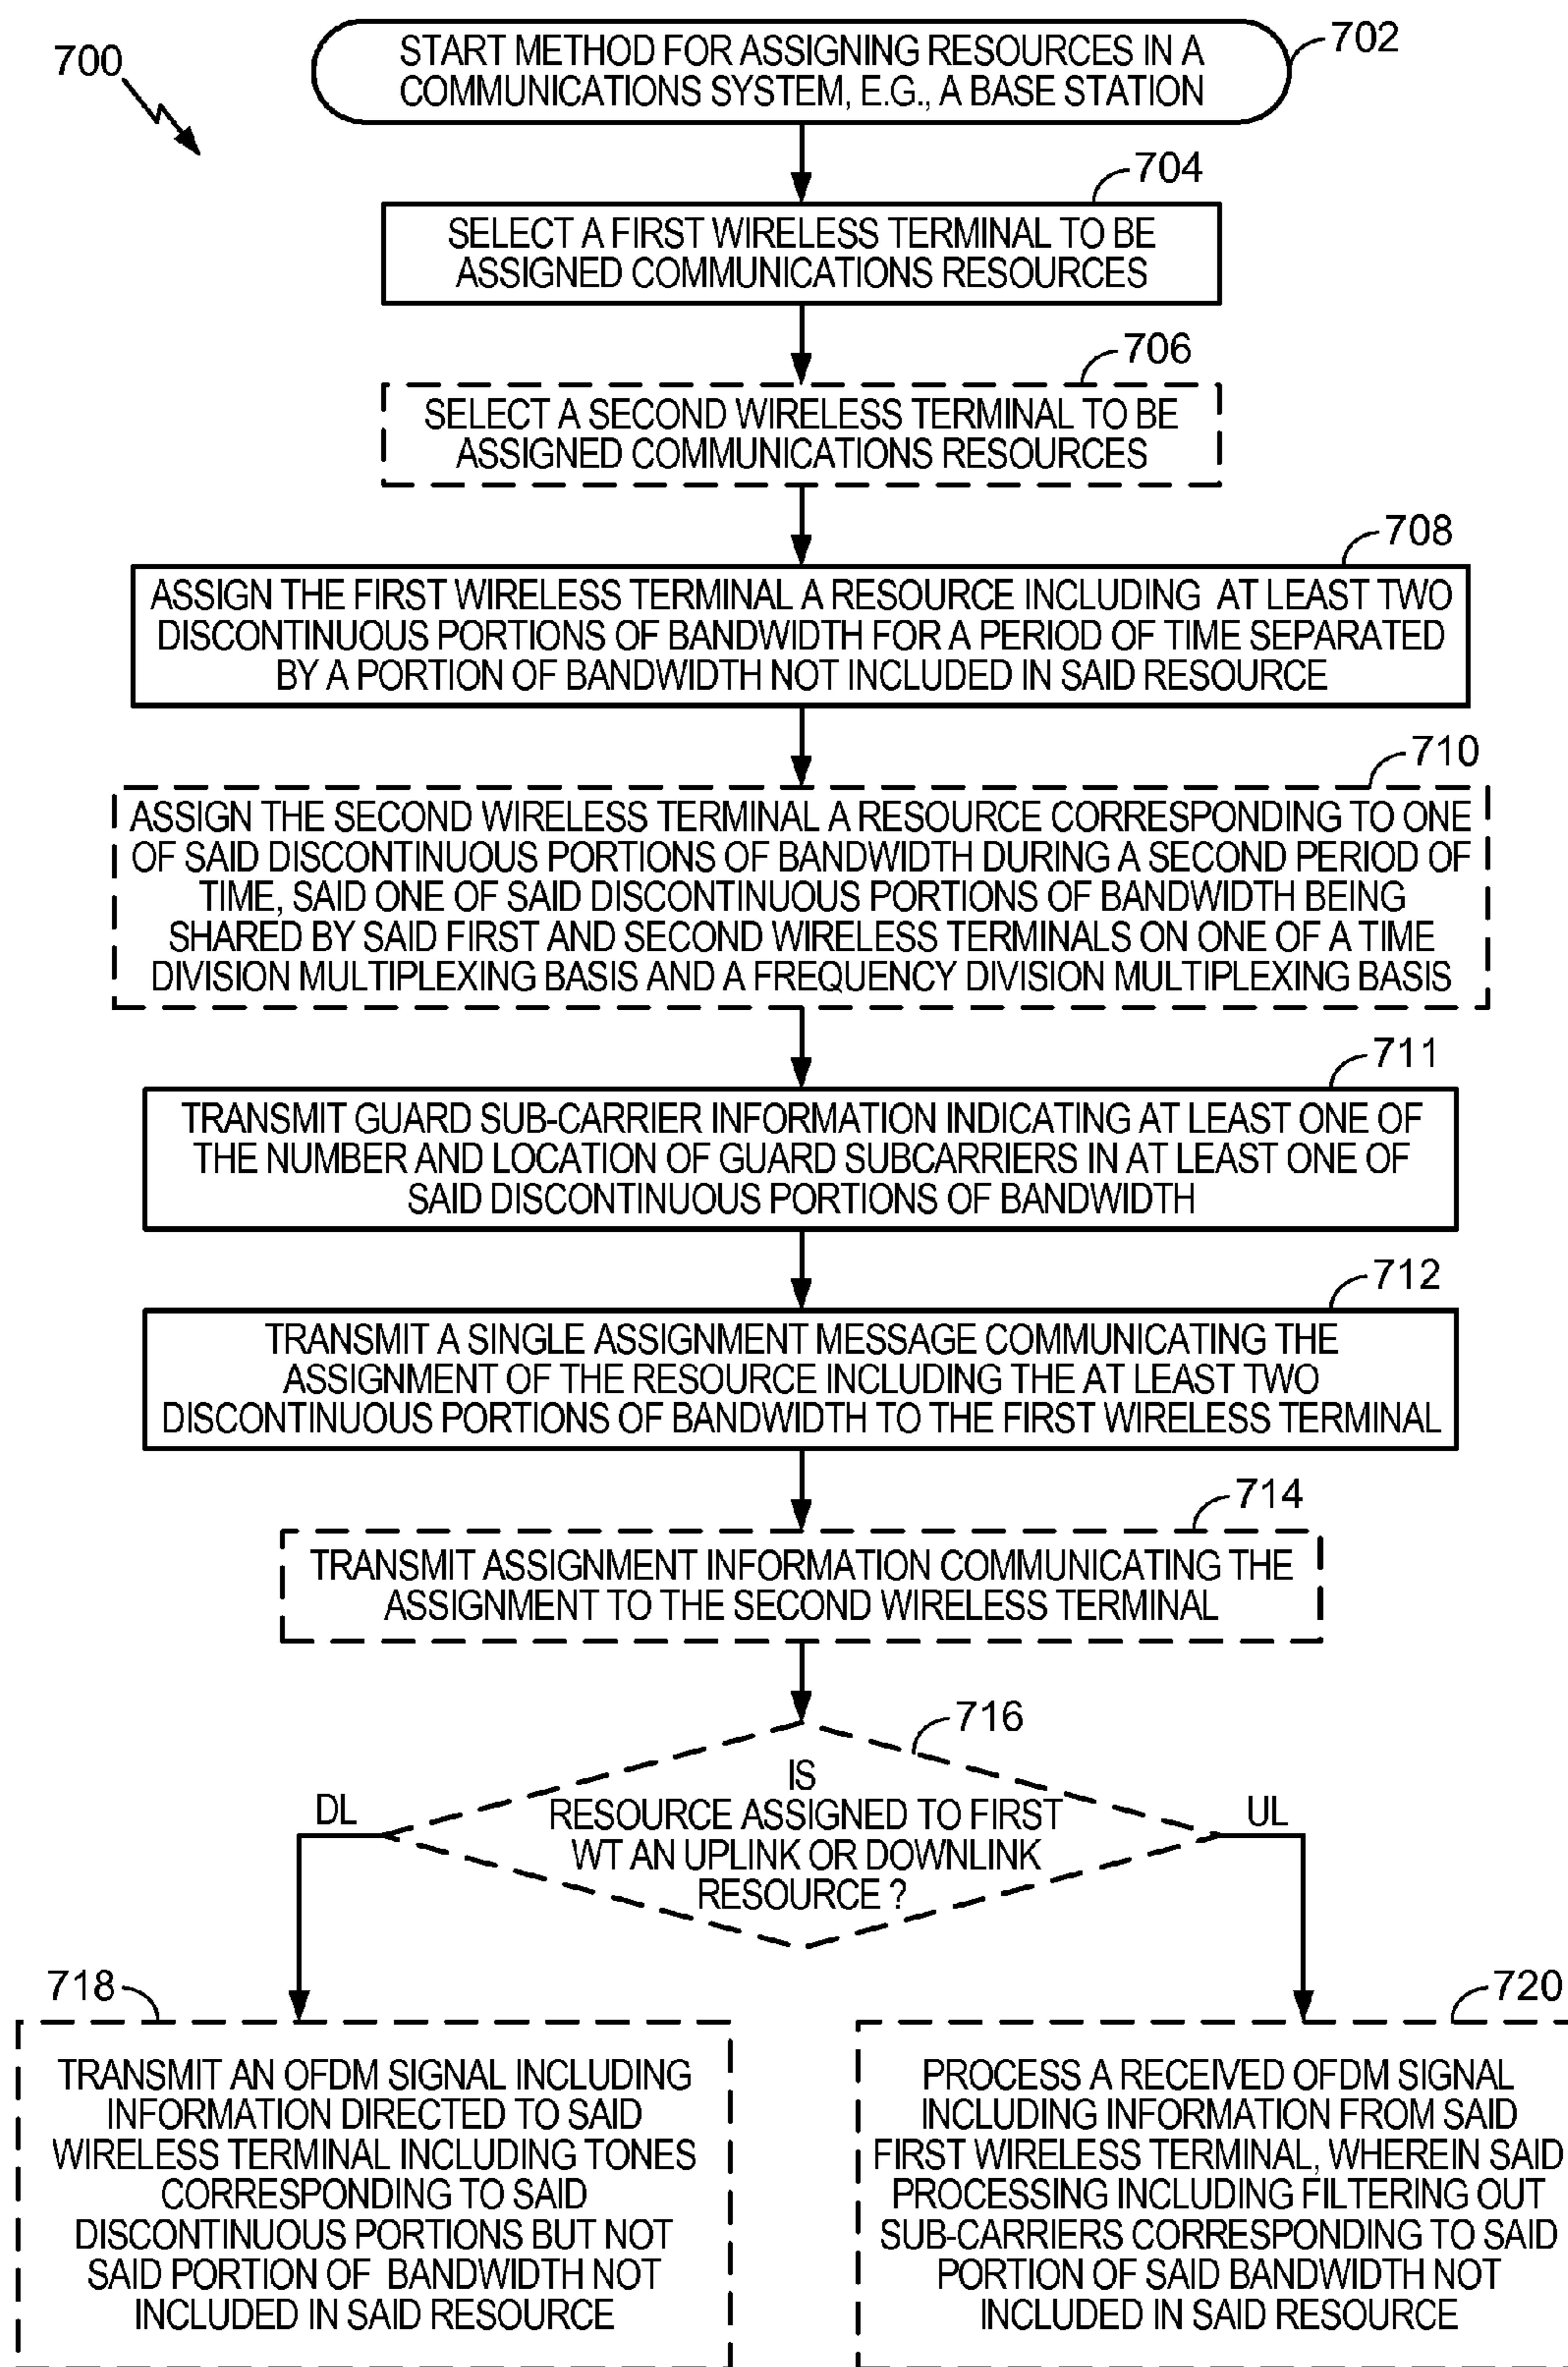 700
START METHOD FOR ASSIGNING RESOURCES IN A
COMMUNICATIONS SYSTEM, E.G., A BASE STATION
702
704
SELECT A FIRST WIRELESS TERMINAL TO BE
ASSIGNED COMMUNICATIONS RESOURCES
706
SELECT A SECOND WIRELESS TERMINAL TO BE
ASSIGNED COMMUNICATIONS RESOURCES
708
ASSIGN THE FIRST WIRELESS TERMINAL A RESOURCE INCLUDING AT LEAST TWO
DISCONTINUOUS PORTIONS OF BANDWIDTH FOR A PERIOD OF TIME SEPARATED
BY A PORTION OF BANDWIDTH NOT INCLUDED IN SAID RESOURCE
710
ASSIGN THE SECOND WIRELESS TERMINAL A RESOURCE CORRESPONDING TO ONE
OF SAID DISCONTINUOUS PORTIONS OF BANDWIDTH DURING A SECOND PERIOD OF
TIME, SAID ONE OF SAID DISCONTINUOUS PORTIONS OF BANDWIDTH BEING
SHARED BY SAID FIRST AND SECOND WIRELESS TERMINALS ON ONE OF A TIME
DIVISION MULTIPLEXING BASIS AND A FREQUENCY DIVISION MULTIPLEXING BASIS
711
TRANSMIT GUARD SUB-CARRIER INFORMATION INDICATING AT LEAST ONE OF
THE NUMBER AND LOCATION OF GUARD SUBCARRIERS IN AT LEAST ONE OF
SAID DISCONTINUOUS PORTIONS OF BANDWIDTH
712
TRANSMIT A SINGLE ASSIGNMENT MESSAGE COMMUNICATING THE
ASSIGNMENT OF THE RESOURCE INCLUDING THE AT LEAST TWO
DISCONTINUOUS PORTIONS OF BANDWIDTH TO THE FIRST WIRELESS TERMINAL
714
TRANSMIT ASSIGNMENT INFORMATION COMMUNICATING THE
ASSIGNMENT TO THE SECOND WIRELESS TERMINAL
716
IS
RESOURCE ASSIGNED TO FIRST
WT AN UPLINK OR DOWNLINK
RESOURCE ?
DL
UL
718
TRANSMIT AN OFDM SIGNAL INCLUDING
INFORMATION DIRECTED TO SAID
WIRELESS TERMINAL INCLUDING TONES
CORRESPONDING TO SAID
DISCONTINUOUS PORTIONS BUT NOT
SAID PORTION OF BANDWIDTH NOT
INCLUDED IN SAID RESOURCE
720
PROCESS A RECEIVED OFDM SIGNAL
INCLUDING INFORMATION FROM SAID
FIRST WIRELESS TERMINAL, WHEREIN SAID
PROCESSING INCLUDING FILTERING OUT
SUB-CARRIERS CORRESPONDING TO SAID
PORTION OF SAID BANDWIDTH NOT
INCLUDED IN SAID RESOURCE